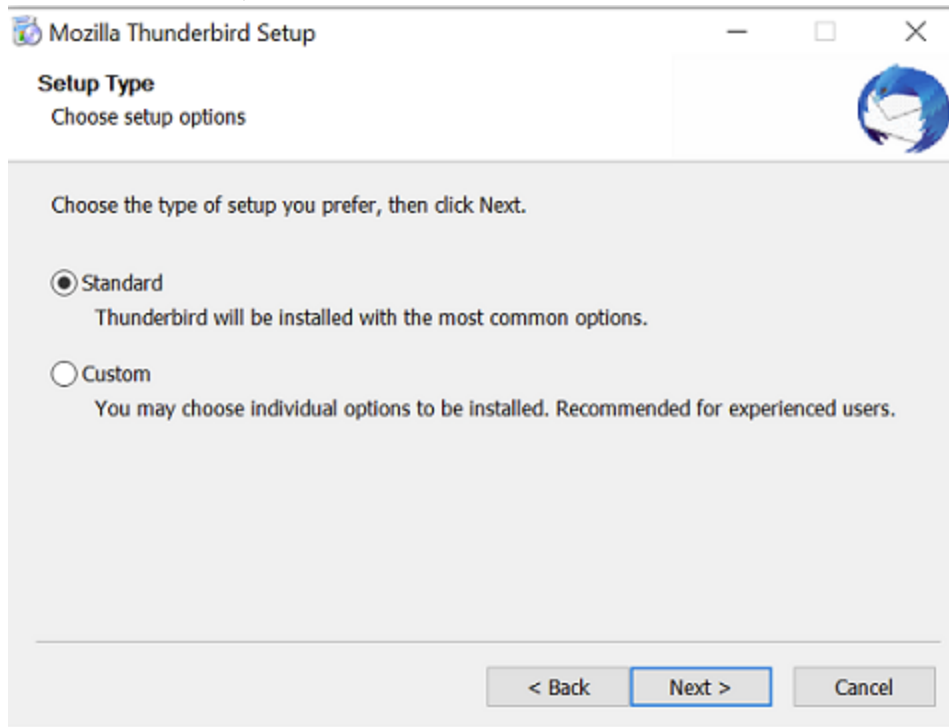 Mozilla Thunderbird Setup
Setup Type
Choose setup options
Choose the type of setup you prefer, then click Next.
Standard
Thunderbird will be installed with the most common options.
Custom
You may choose individual options to be installed. Recommended for experienced users.
< Back
Next >
Cancel